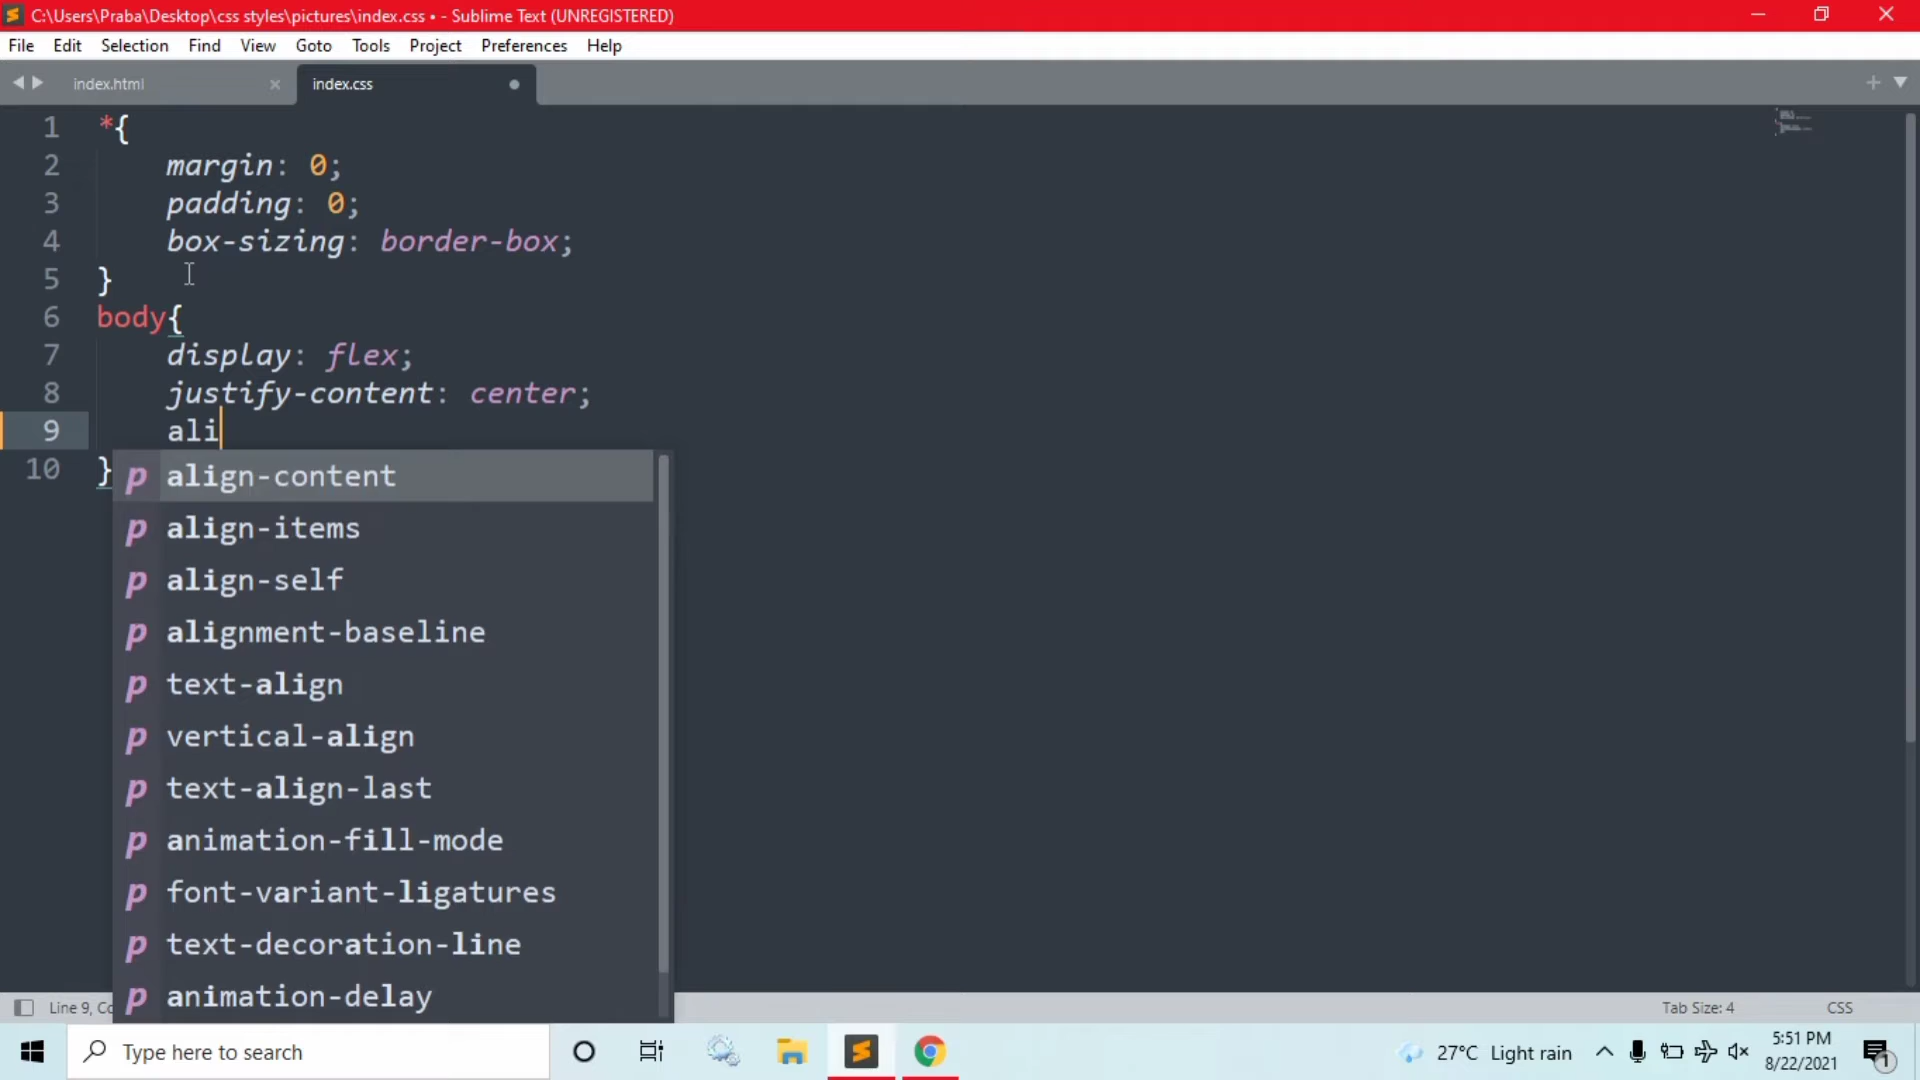 C:\Users\Praba\Desktop\css styles\pictures\index.css • - Sublime Text (UNREGISTERED)
File Edit Selection Find View Goto Tools Project Preferences Help
index.html × index.css
1 *{
2 margin: 0;
3 padding: 0;
4 box-sizing: border-box;
5 }
6 body{
7 display: flex;
8 justify-content: center;
9 ali
10 }
p align-content
p align-items
p align-self
p alignment-baseline
p text-align
p vertical-align
p text-align-last
p animation-fill-mode
p font-variant-ligatures
p text-decoration-line
p animation-delay
Line 9, Co Tab Size: 4 CSS
Type here to search
27°C Light rain
5:51 PM
8/22/2021
1